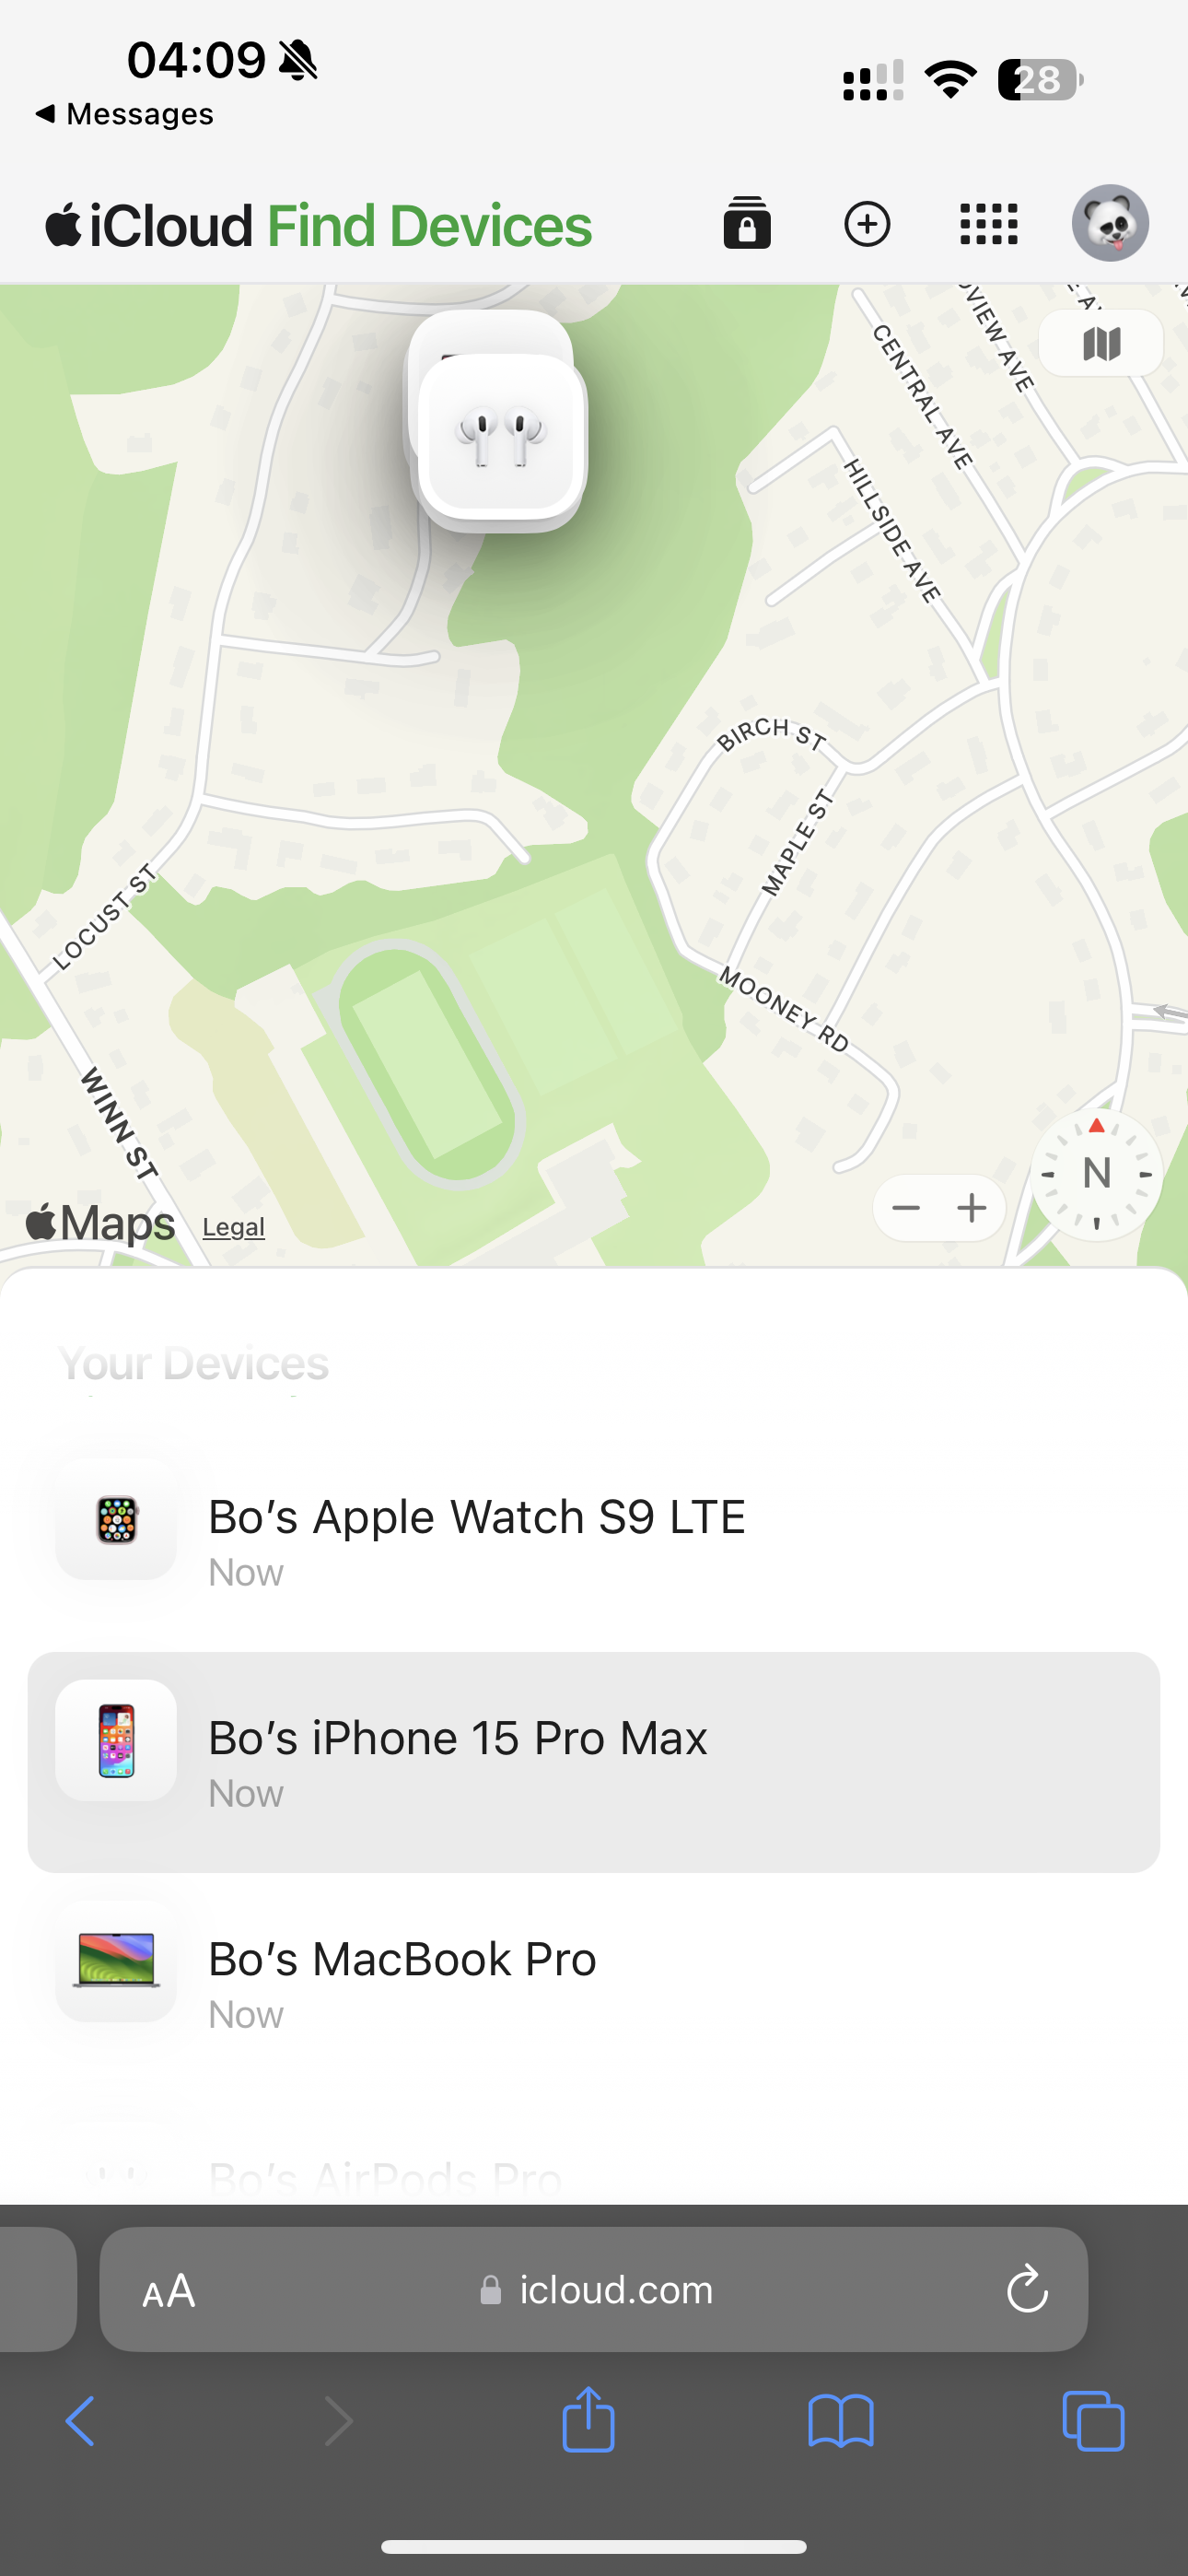 04:09
28
Messages
iCloud Find Devices
CENTRAL AVE
HILLSIDE AVE
BIRCH ST
MAPLE ST
LOCUST ST
MOONEY RD
WINN ST
N
Maps Legal
Your Devices
Bo’s Apple Watch S9 LTE
Now
Bo’s iPhone 15 Pro Max
Now
Bo’s MacBook Pro
Now
Bo’s AirPods Pro
AA
icloud.com